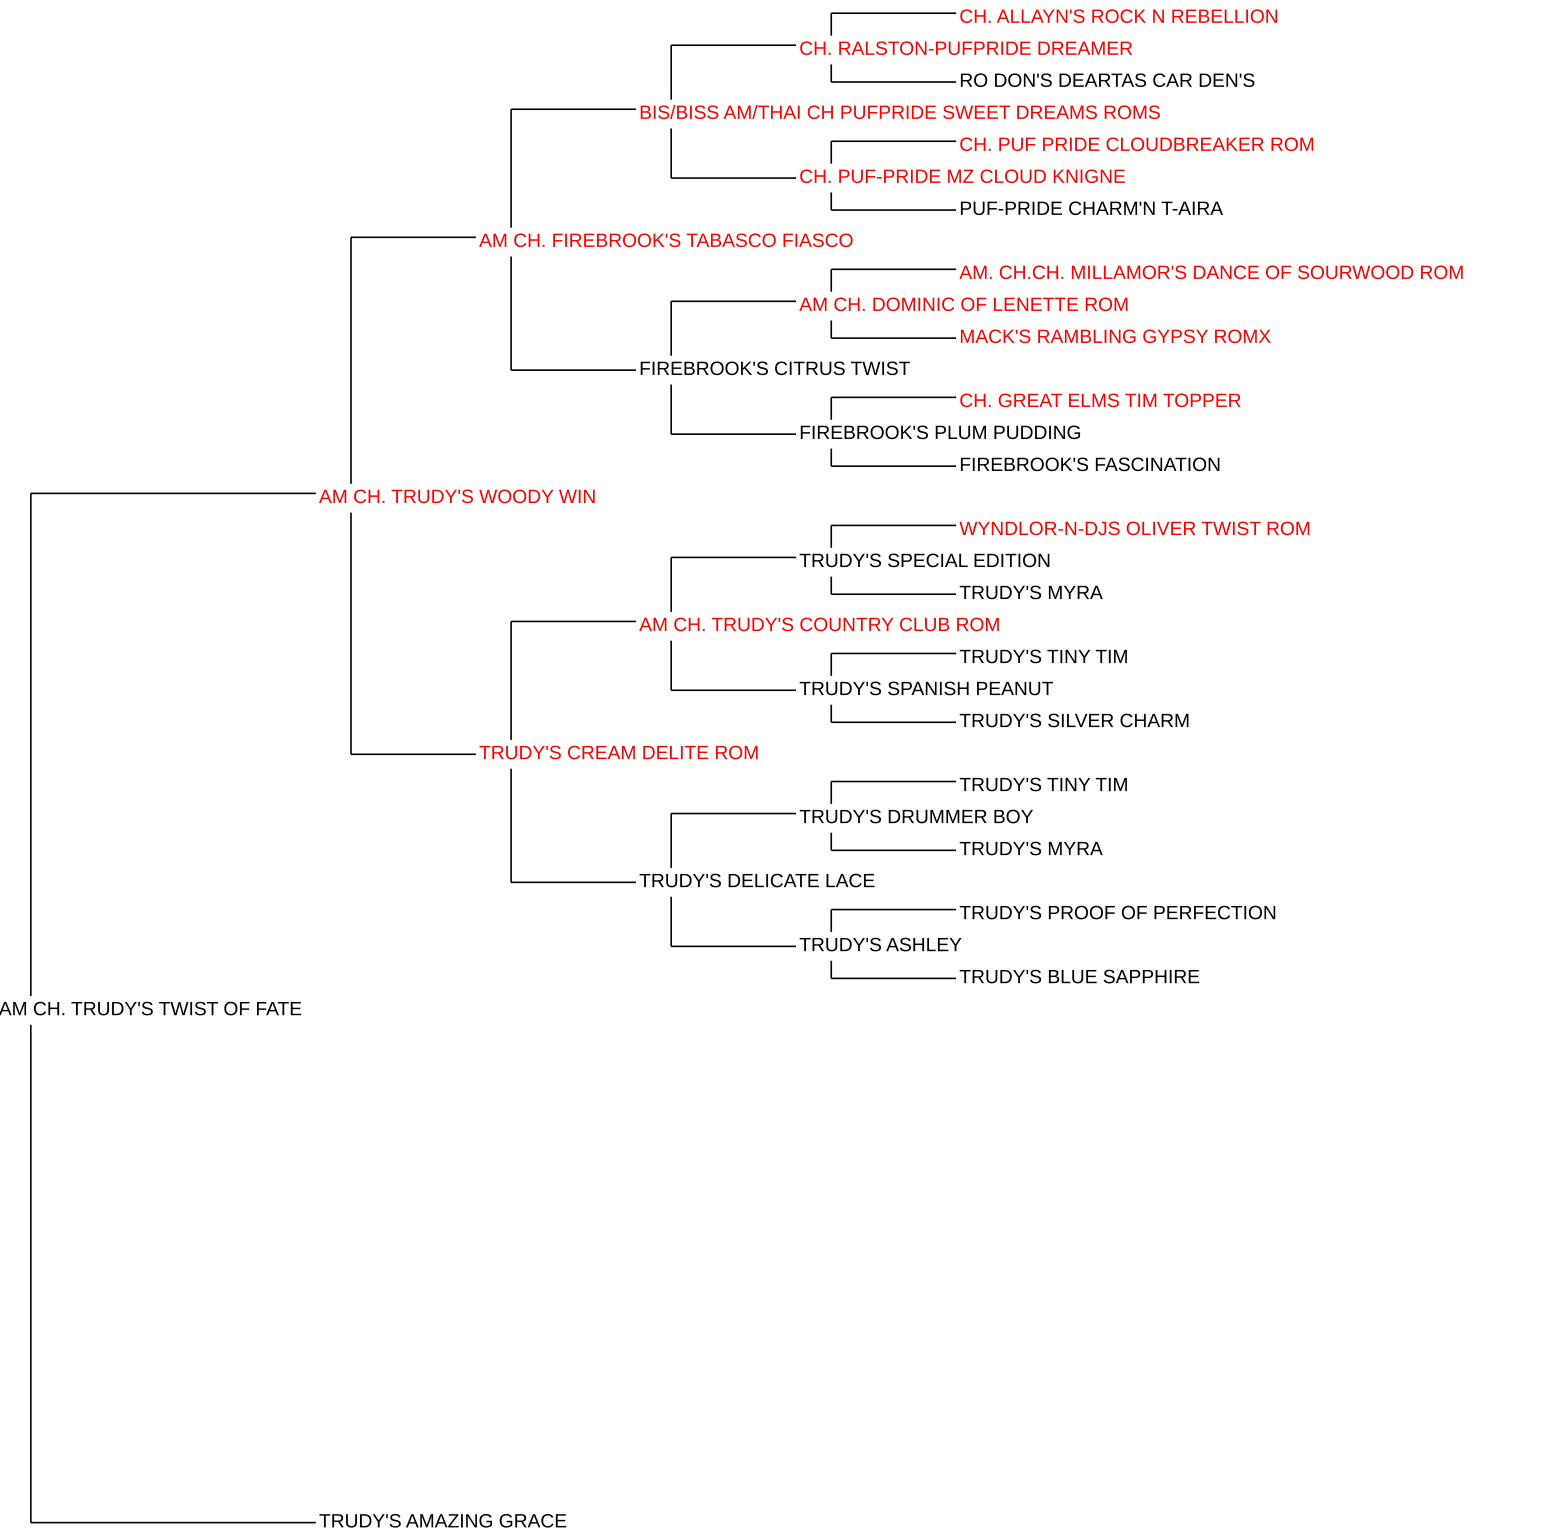 CH. ALLAYN'S ROCK N REBELLION
CH. RALSTON-PUFPRIDE DREAMER
RO DON'S DEARTAS CAR DEN'S
BIS/BISS AM/THAI CH PUFPRIDE SWEET DREAMS ROMS
CH. PUF PRIDE CLOUDBREAKER ROM
CH. PUF-PRIDE MZ CLOUD KNIGNE
PUF-PRIDE CHARM'N T-AIRA
AM CH. FIREBROOK'S TABASCO FIASCO
AM. CH.CH. MILLAMOR'S DANCE OF SOURWOOD ROM
AM CH. DOMINIC OF LENETTE ROM
MACK'S RAMBLING GYPSY ROMX
FIREBROOK'S CITRUS TWIST
CH. GREAT ELMS TIM TOPPER
FIREBROOK'S PLUM PUDDING
FIREBROOK'S FASCINATION
AM CH. TRUDY'S WOODY WIN
WYNDLOR-N-DJS OLIVER TWIST ROM
TRUDY'S SPECIAL EDITION
TRUDY'S MYRA
AM CH. TRUDY'S COUNTRY CLUB ROM
TRUDY'S TINY TIM
TRUDY'S SPANISH PEANUT
TRUDY'S SILVER CHARM
TRUDY'S CREAM DELITE ROM
TRUDY'S TINY TIM
TRUDY'S DRUMMER BOY
TRUDY'S MYRA
TRUDY'S DELICATE LACE
TRUDY'S PROOF OF PERFECTION
TRUDY'S ASHLEY
TRUDY'S BLUE SAPPHIRE
AM CH. TRUDY'S TWIST OF FATE
TRUDY'S AMAZING GRACE